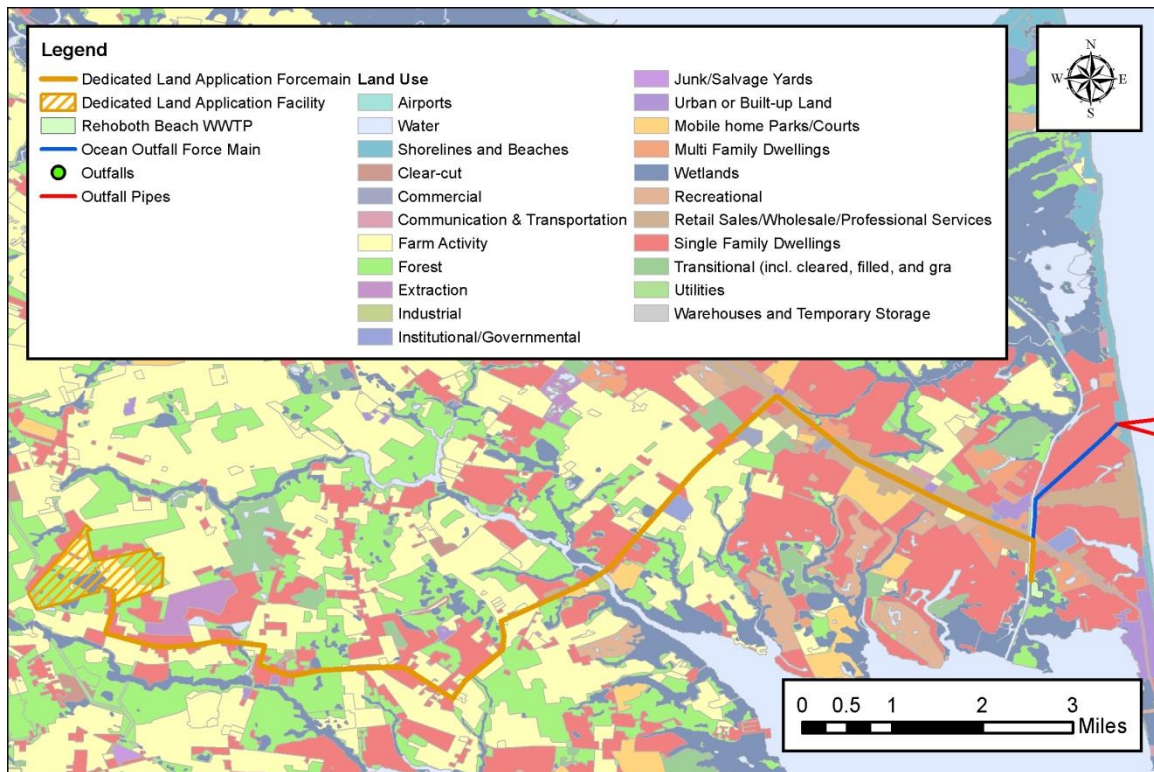 Legend
Dedicated Land Application Forcemain
Dedicated Land Application Facility
Rehoboth Beach WWTP
Ocean Outfall Force Main
Outfalls
Outfall Pipes
Land Use
Airports
Water
Shorelines and Beaches
Clear-cut
Commercial
Communication & Transportation
Farm Activity
Forest
Extraction
Industrial
Institutional/Governmental
Junk/Salvage Yards
Urban or Built-up Land
Mobile home Parks/Courts
Multi Family Dwellings
Wetlands
Recreational
Retail Sales/Wholesale/Professional Services
Single Family Dwellings
Transitional (incl. cleared, filled, and gra
Utilities
Warehouses and Temporary Storage
N
W E
S
0 0.5 1 2 3
Miles